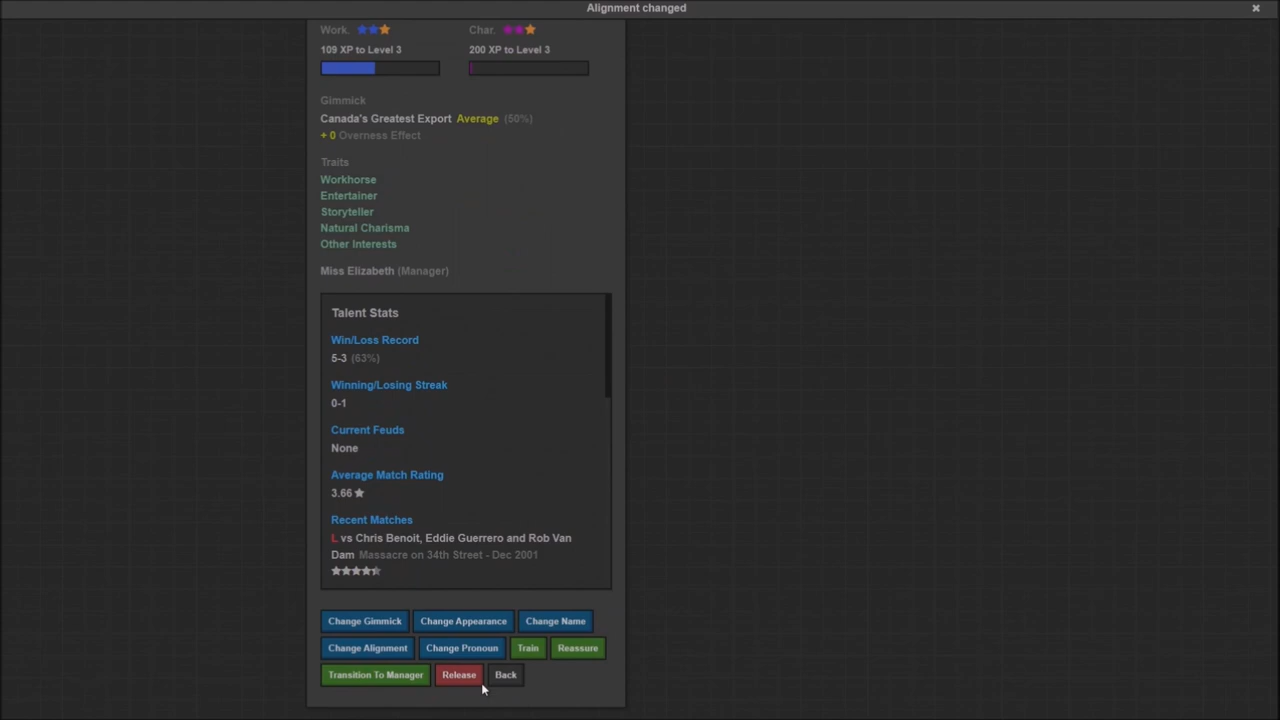 Alignment changed
Work. Char.
109 XP to Level 3 200 XP to Level 3
Gimmick
Canada's Greatest Export Average (50%)
+ 0 Overness Effect
Traits
Workhorse
Entertainer
Storyteller
Natural Charisma
Other Interests
Miss Elizabeth (Manager)
Talent Stats
Win/Loss Record
5-3 (63%)
Winning/Losing Streak
0-1
Current Feuds
None
Average Match Rating
3.66
Recent Matches
L vs Chris Benoit, Eddie Guerrero and Rob Van
Dam Massacre on 34th Street - Dec 2001
Change Gimmick Change Appearance Change Name
Change Alignment Change Pronoun Train Reassure
Transition To Manager Release Back